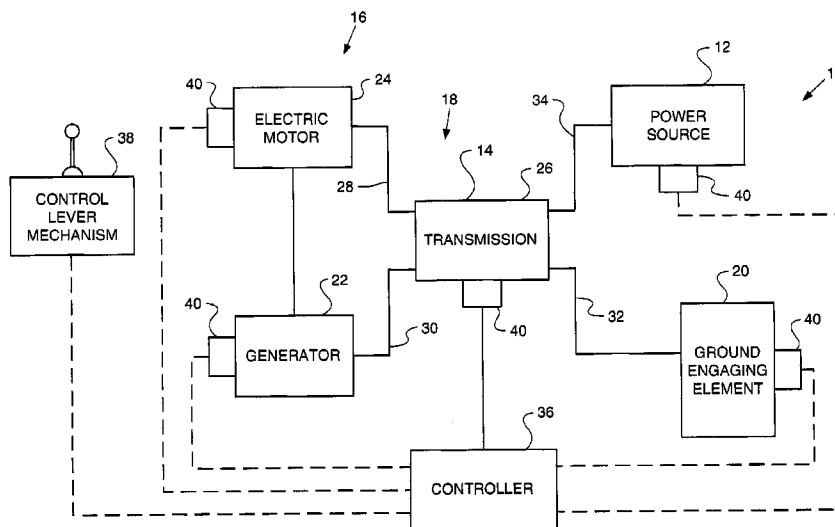 16
12
40
24
ELECTRIC
MOTOR
18
34
POWER
SOURCE
38
14
26
40
28
CONTROL
LEVER
MECHANISM
TRANSMISSION
40
22
20
40
GENERATOR
30
40
32
40
GROUND
ENGAGING
ELEMENT
36
CONTROLLER